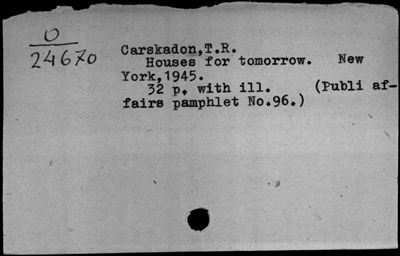 O
24670
Carskadon,T.R.
Houses for tomorrow. New
York,1945.
32 p. with ill. (Publi af-
fairs pamphlet No.96.)